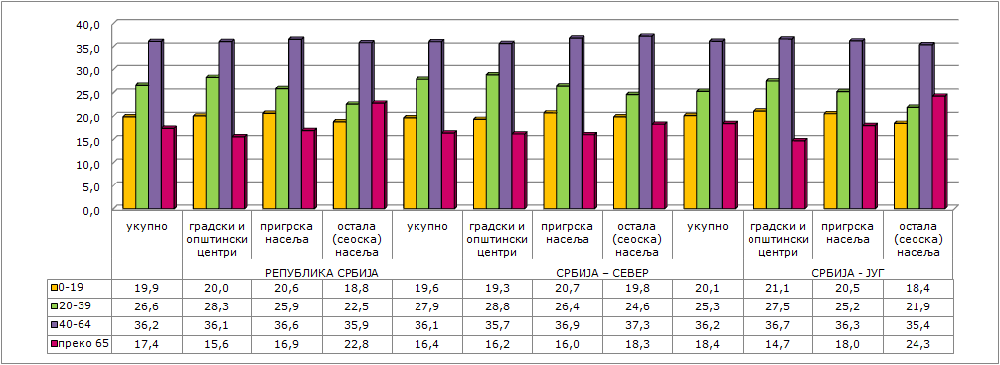 40,0
35,0
30,0
25,0
20,0
15,0
10,0
5,0
0,0
укупно градски и општински центри пригрска насеља остала (сеоска) насеља укупно градски и општински центри пригрска насеља остала (сеоска) насеља укупно градски и општински центри пригрска насеља остала (сеоска) насеља
РЕПУБЛИКА СРБИЈА СРБИЈА – СЕВЕР СРБИЈА - ЈУГ
0-19 19,9 20,0 20,6 18,8 19,6 19,3 20,7 19,8 20,1 21,1 20,5 18,4
20-39 26,6 28,3 25,9 22,5 27,9 28,8 26,4 24,6 25,3 27,5 25,2 21,9
40-64 36,2 36,1 36,6 35,9 36,1 35,7 36,9 37,3 36,2 36,7 36,3 35,4
преко 65 17,4 15,6 16,9 22,8 16,4 16,2 16,0 18,3 18,4 14,7 18,0 24,3